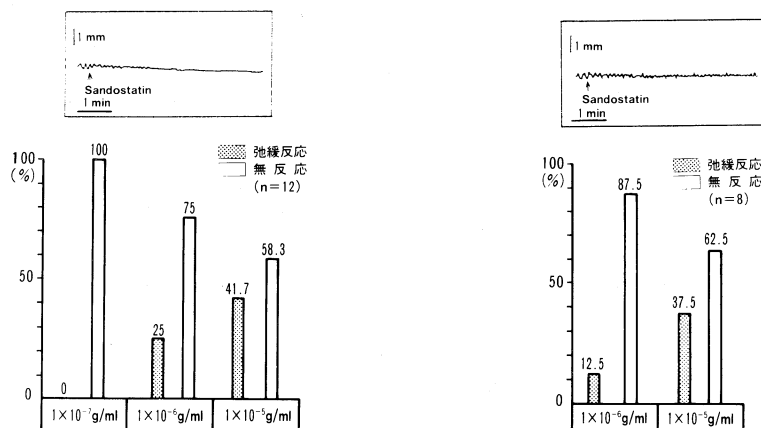 1 mm
Sandostatin
1 min
100
(%)
50
0
弛緩反応
無反応
(n=12)
0
100
25
75
41.7
58.3
1×10⁻⁷g/ml
1×10⁻⁶g/ml
1×10⁻⁵g/ml
1 mm
Sandostatin
1 min
100
(%)
50
0
弛緩反応
無反応
(n=8)
12.5
87.5
37.5
62.5
1×10⁻⁶g/ml
1×10⁻⁵g/ml